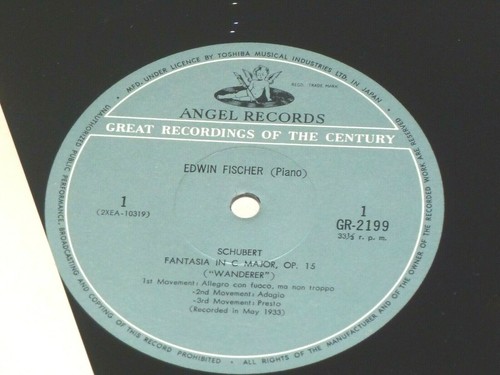 MFD. UNDER LICENCE BY TOSHIBA MUSICAL INDUSTRIES LTD. IN JAPAN
REGD. TRADE MARK
ANGEL RECORDS
GREAT RECORDINGS OF THE CENTURY
EDWIN FISCHER (Piano)
1
(2XEA-10319)
1
GR-2199
33⅓ r. p. m.
SCHUBERT
FANTASIA IN C MAJOR, OP. 15
("WANDERER")
1st Movement: Allegro con fuoco, ma non troppo
-2nd Movement: Adagio
-3rd Movement: Presto
(Recorded in May 1933)
ALL RIGHTS OF THE MANUFACTURER AND OF THE OWNER OF THE RECORDED WORK ARE RESERVED
UNAUTHORIZED PUBLIC PERFORMANCE, BROADCASTING AND COPYING OF THIS RECORD PROHIBITED